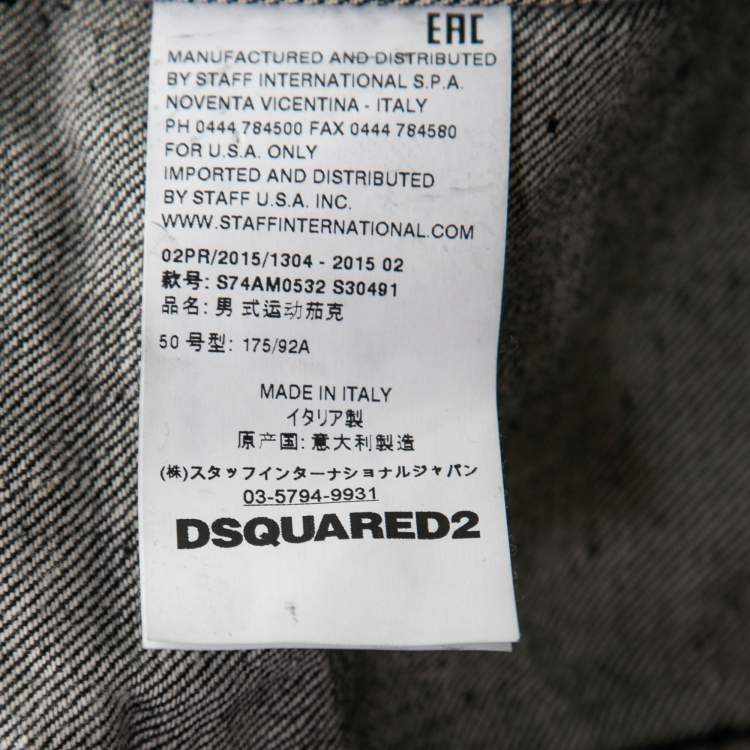 EAC
MANUFACTURED AND DISTRIBUTED
BY STAFF INTERNATIONAL S.P.A.
NOVENTA VICENTINA - ITALY
PH 0444 784500 FAX 0444 784580
FOR U.S.A. ONLY
IMPORTED AND DISTRIBUTED
BY STAFF U.S.A. INC.
WWW.STAFFINTERNATIONAL.COM
02PR/2015/1304 - 2015 02
款号: S74AM0532 S30491
品名: 男 式运动茄克
50 号型: 175/92A
MADE IN ITALY
イタリア製
原产国: 意大利製造
(株)スタッフインターナショナルジャパン
03-5794-9931
DSQUARED2